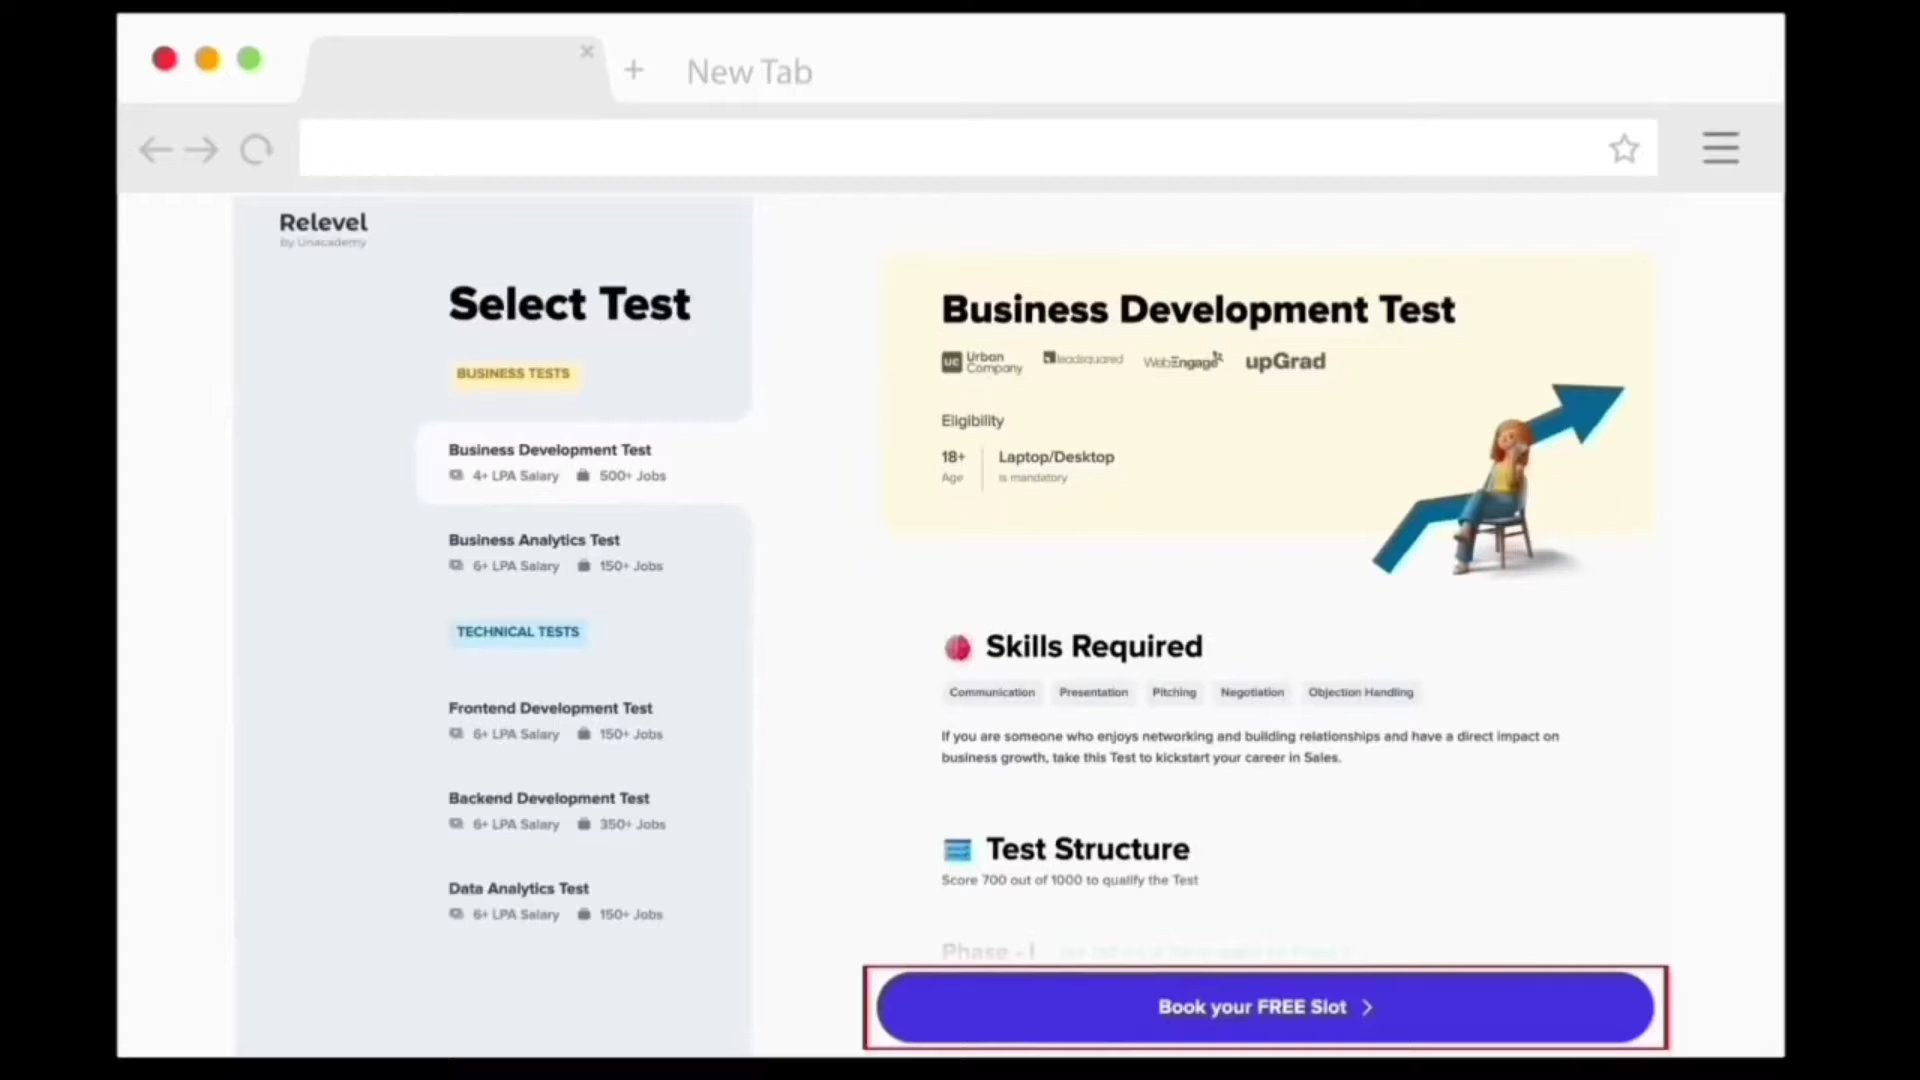 New Tab
Relevel
by Unacademy
Select Test
BUSINESS TESTS
Business Development Test
4+ LPA Salary 500+ Jobs
Business Analytics Test
6+ LPA Salary 150+ Jobs
TECHNICAL TESTS
Frontend Development Test
6+ LPA Salary 150+ Jobs
Backend Development Test
6+ LPA Salary 350+ Jobs
Data Analytics Test
6+ LPA Salary 150+ Jobs
Business Development Test
UC Urban Company leadsquared WebEngage upGrad
Eligibility
18+ Laptop/Desktop
Age is mandatory
Skills Required
Communication Presentation Pitching Negotiation Objection Handling
If you are someone who enjoys networking and building relationships and have a direct impact on
business growth, take this Test to kickstart your career in Sales.
Test Structure
Score 700 out of 1000 to qualify the Test
Phase - I
Book your FREE Slot